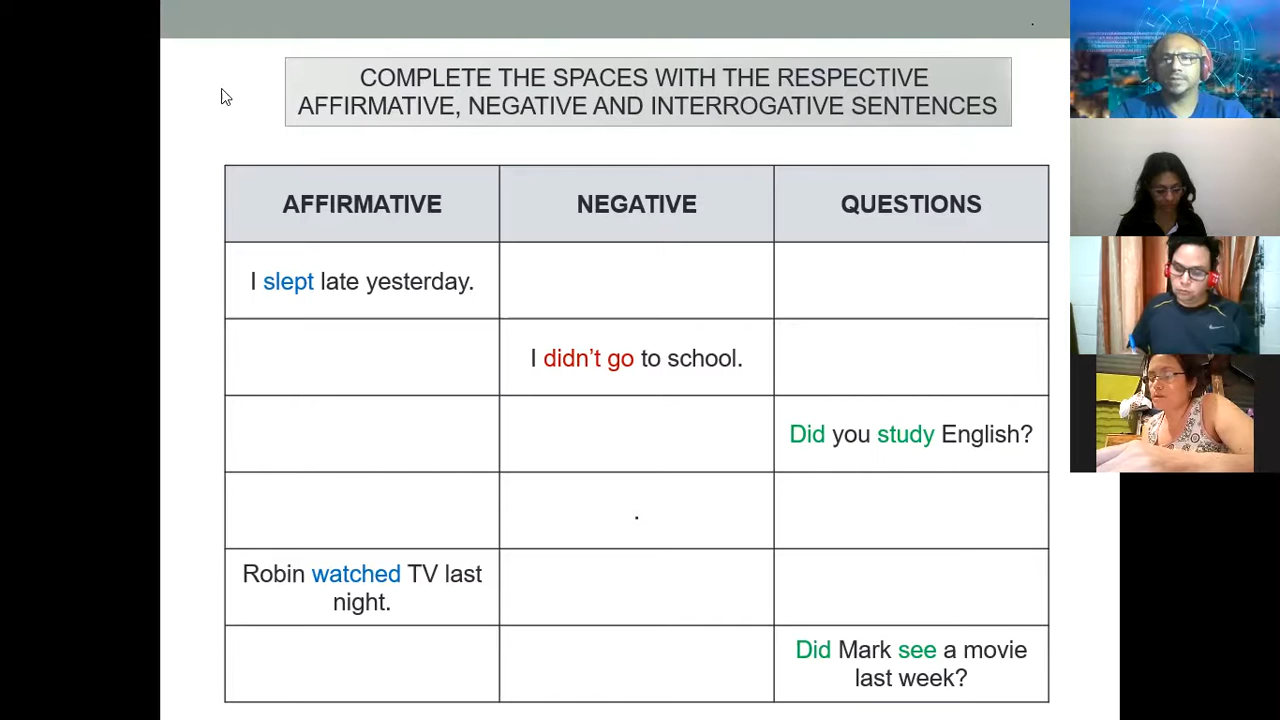 COMPLETE THE SPACES WITH THE RESPECTIVE
AFFIRMATIVE, NEGATIVE AND INTERROGATIVE SENTENCES
AFFIRMATIVE
NEGATIVE
QUESTIONS
I slept late yesterday.
I didn't go to school.
Did you study English?
.
Robin watched TV last
night.
Did Mark see a movie
last week?